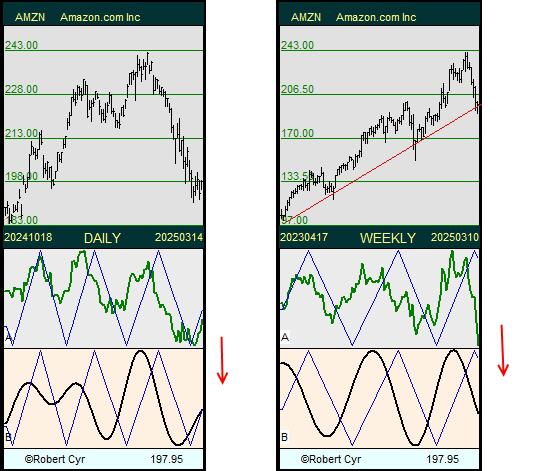 AMZN Amazon.com Inc
243.00
228.00
213.00
198.00
183.00
20241018 DAILY 20250314
A
B
©Robert Cyr 197.95
AMZN Amazon.com Inc
243.00
206.50
170.00
133.5
97.00
20230417 WEEKLY 20250310
A
B
©Robert Cyr 197.95